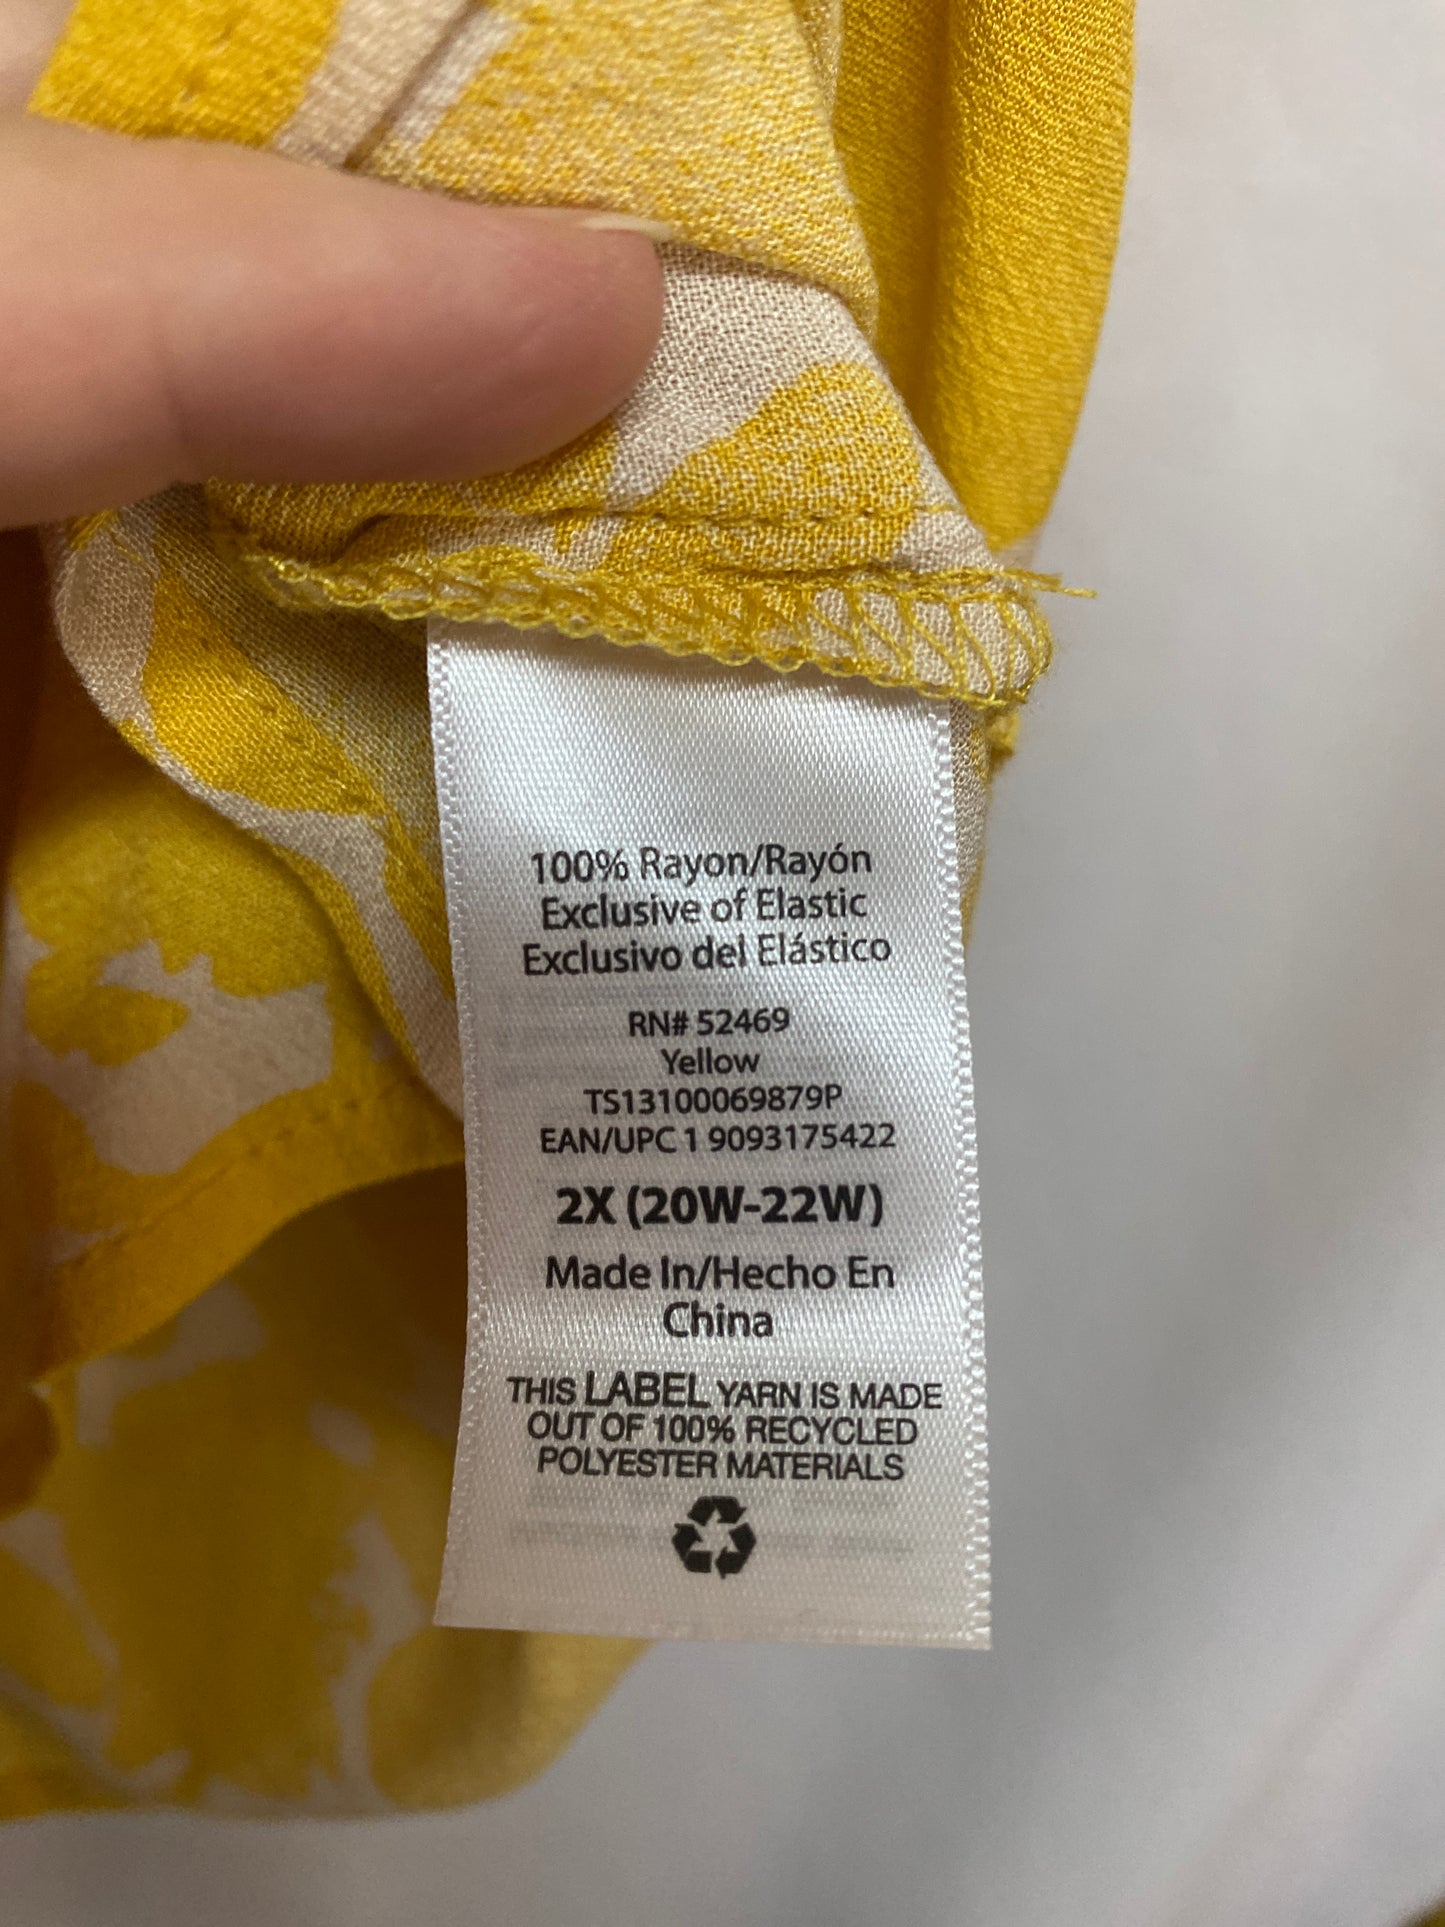 100% Rayon/Rayón
Exclusive of Elastic
Exclusivo del Elástico
RN# 52469
Yellow
TS13100069879P
EAN/UPC 1 9093175422
2X (20W-22W)
Made In/Hecho En
China
THIS LABEL YARN IS MADE
OUT OF 100% RECYCLED
POLYESTER MATERIALS